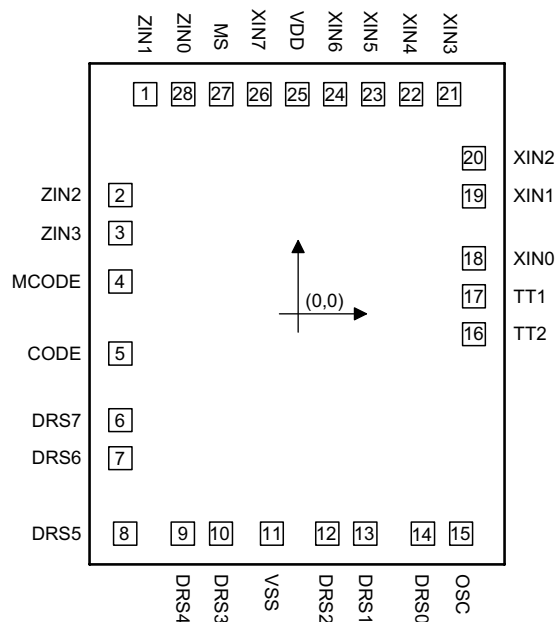 ZIN1 ZIN0 MS XIN7 VDD XIN6 XIN5 XIN4 XIN3
1 28 27 26 25 24 23 22 21
20 XIN2
ZIN2 2 19 XIN1
ZIN3 3
18 XIN0
MCODE 4
(0,0) 17 TT1
16 TT2
CODE 5
DRS7 6
DRS6 7
DRS5 8 9 10 11 12 13 14 15
DRS4 DRS3 VSS DRS2 DRS1 DRS0 OSC